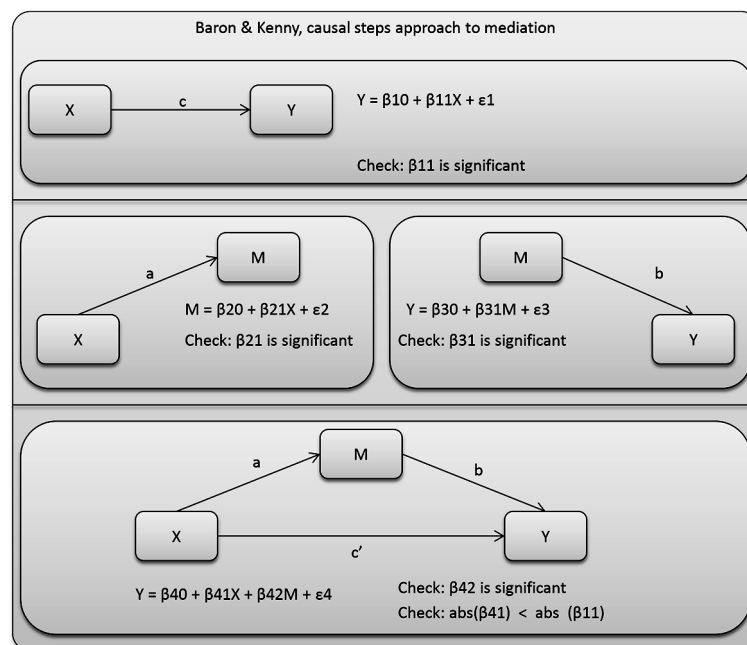 Baron & Kenny, causal steps approach to mediation
X
c
Y
Y = β10 + β11X + ε1
Check: β11 is significant
M
a
X
M = β20 + β21X + ε2
Check: β21 is significant
M
b
Y = β30 + β31M + ε3
Check: β31 is significant
Y
M
a
b
X
Y
c’
Y = β40 + β41X + β42M + ε4
Check: β42 is significant
Check: abs(β41) < abs (β11)